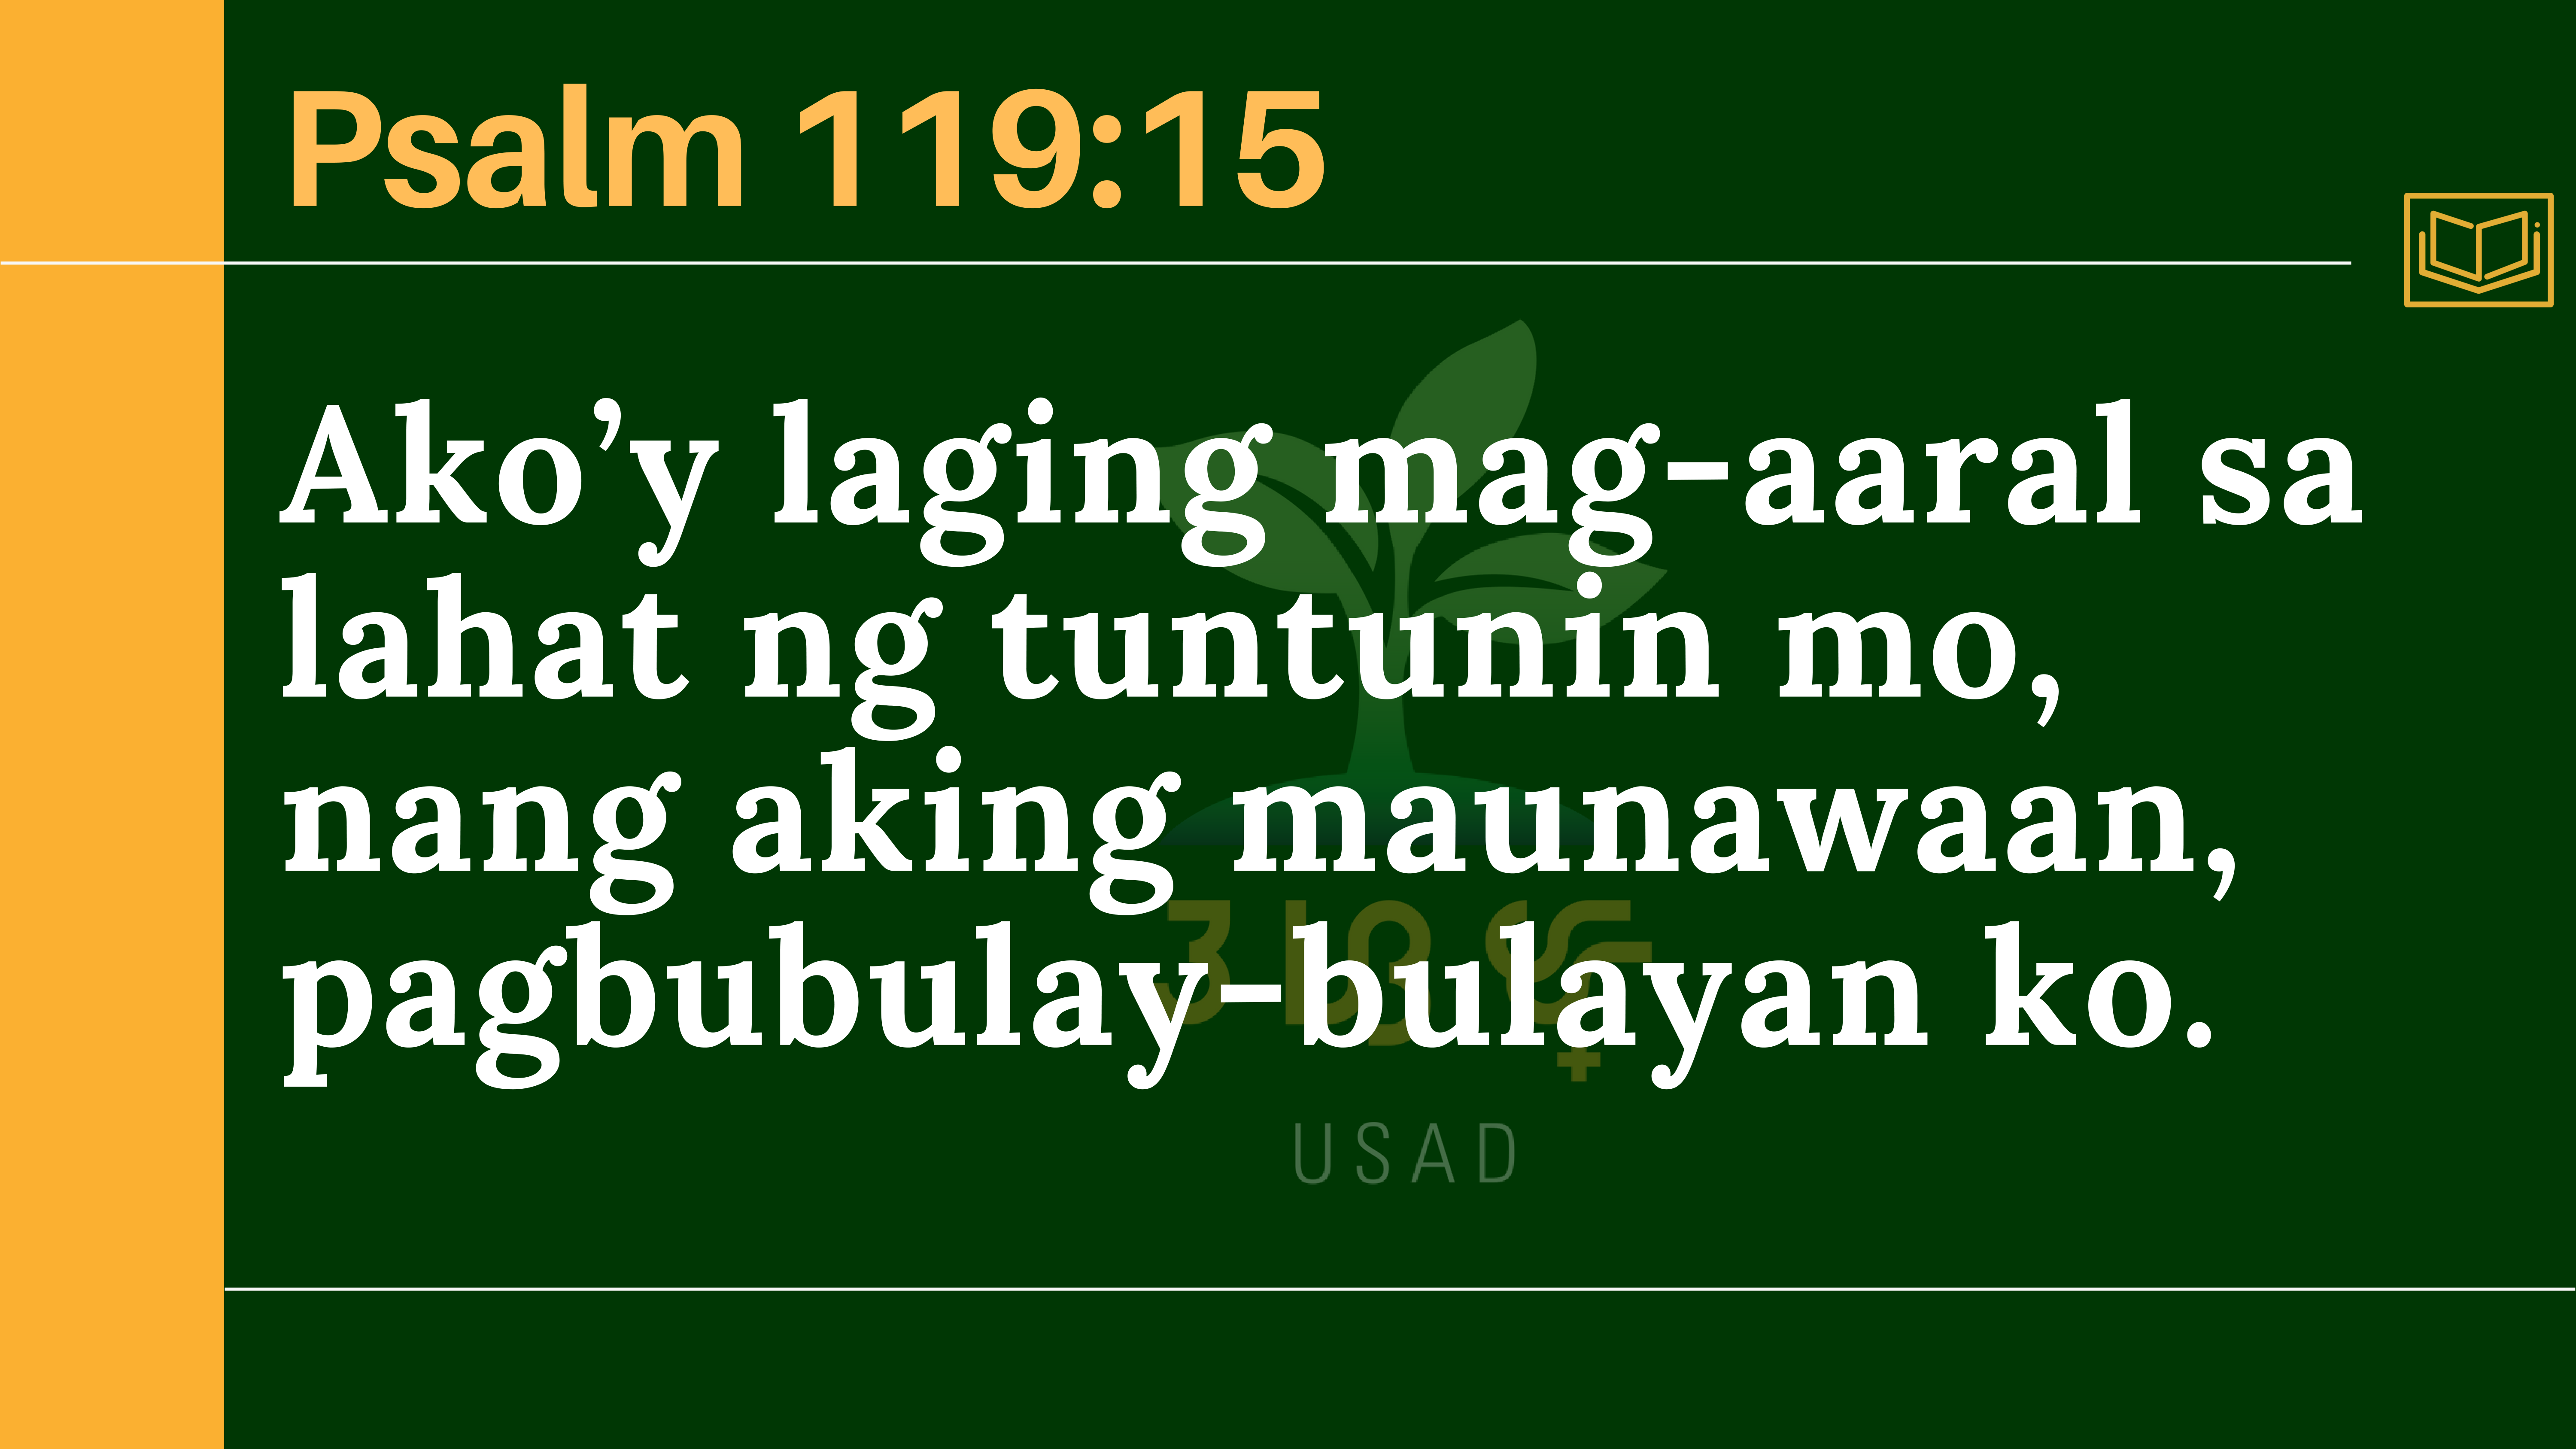 Psalm 119:15
Ako’y laging mag-aaral sa
lahat ng tuntunin mo,
nang aking maunawaan,
pagbubulay-bulayan ko.
USAD